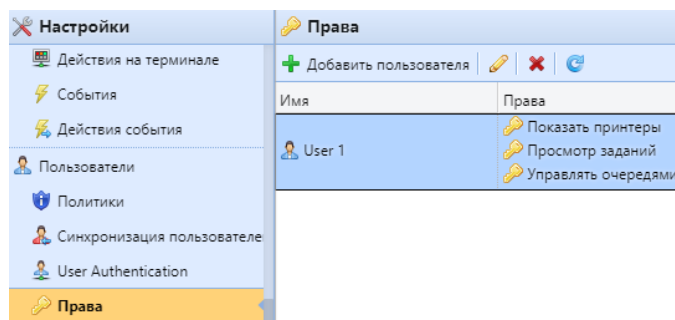 Настройки
Действия на терминале
События
Действия события
Пользователи
Политики
Синхронизация пользователе
User Authentication
Права
Права
Добавить пользователя
Имя Права
User 1
Показать принтеры
Просмотр заданий
Управлять очередями